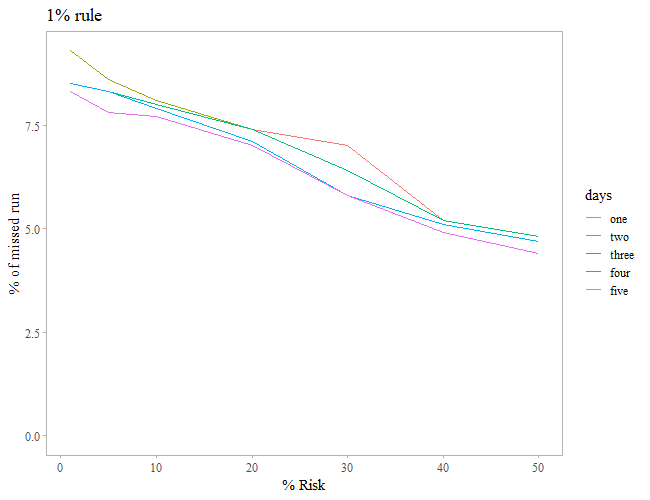 1% rule
% of missed run
7.5
5.0
2.5
0.0
0
10
20
30
40
50
% Risk
days
one
two
three
four
five